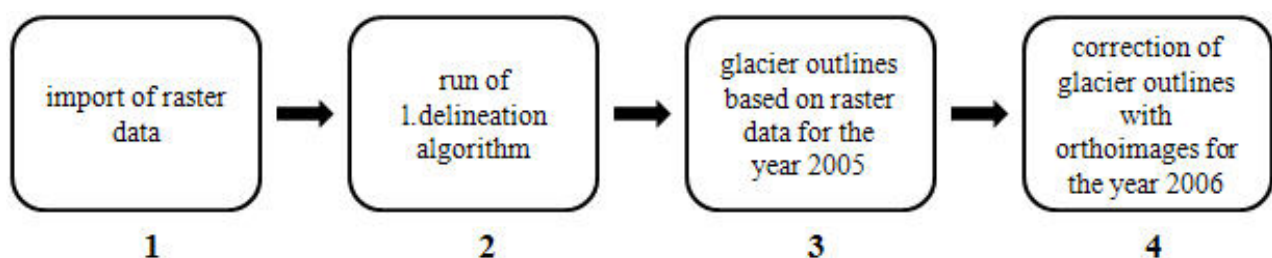 import of raster
data
1
run of
l.delineation
algorithm
2
glacier outlines
based on raster
data for the
year 2005
3
correction of
glacier outlines
with
orthoimages for
the year 2006
4